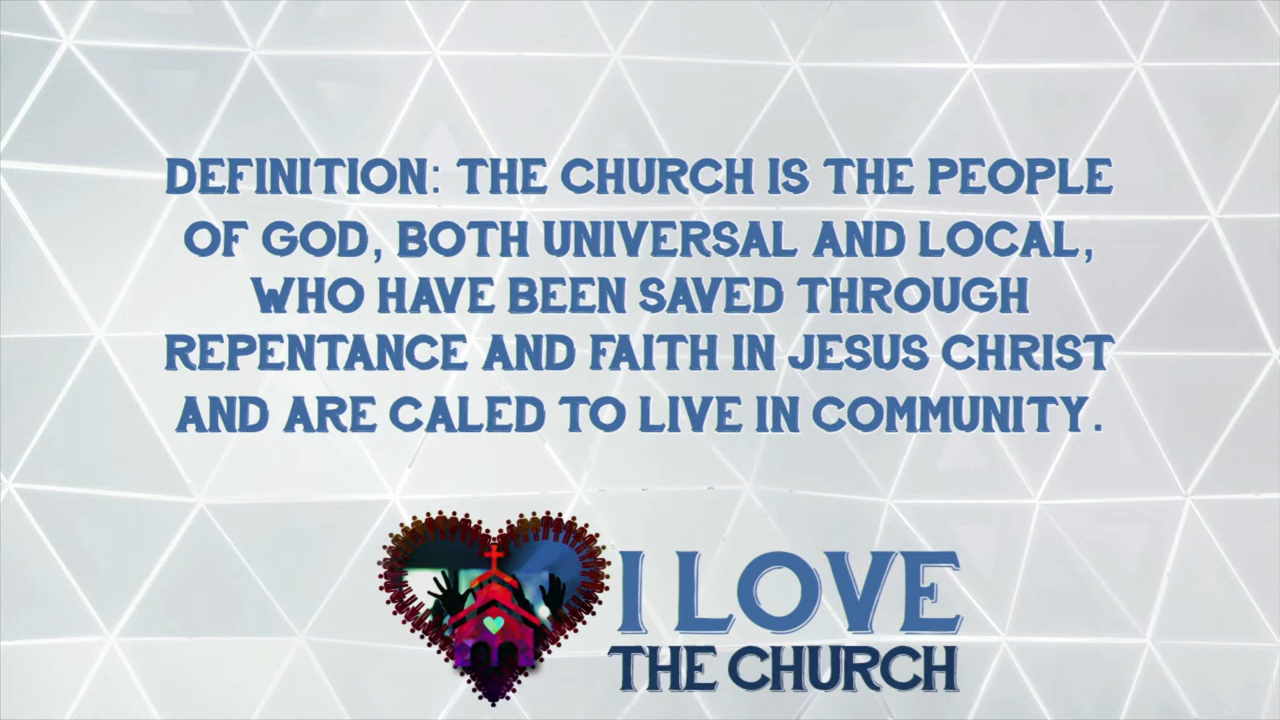 DEFINITION: THE CHURCH IS THE PEOPLE
OF GOD, BOTH UNIVERSAL AND LOCAL,
WHO HAVE BEEN SAVED THROUGH
REPENTANCE AND FAITH IN JESUS CHRIST
AND ARE CALED TO LIVE IN COMMUNITY.
I LOVE
THE CHURCH